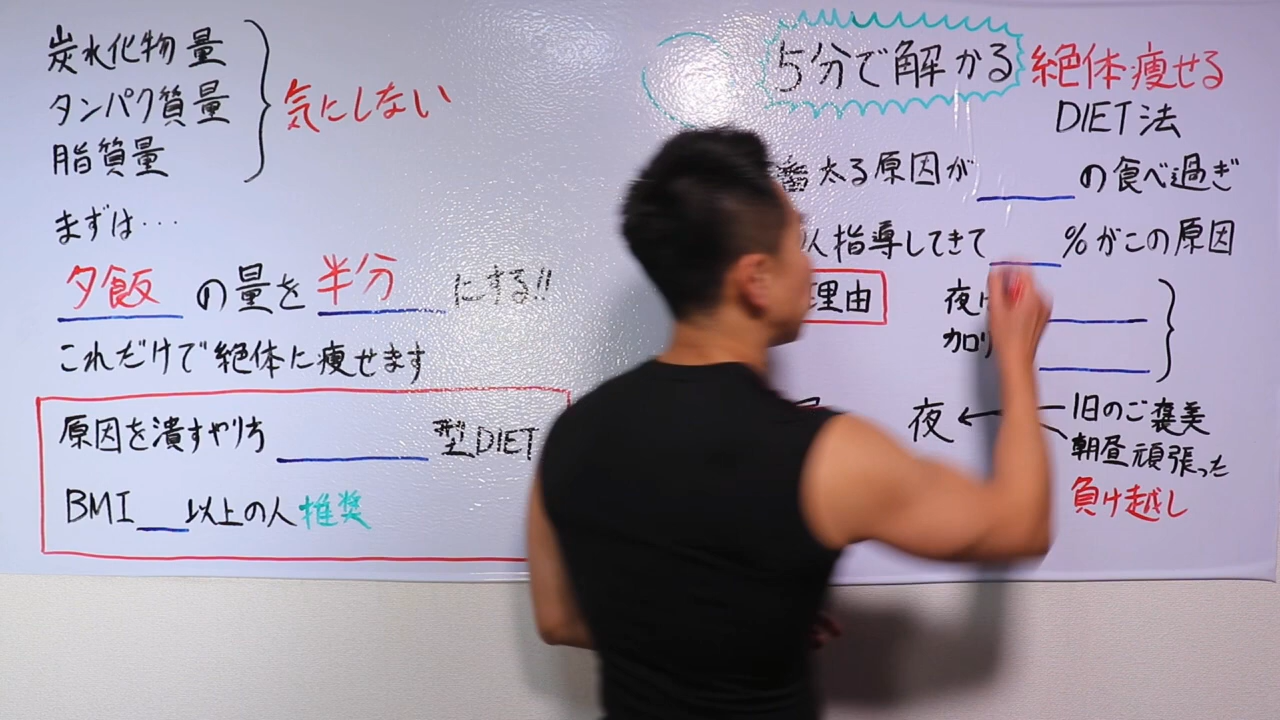 炭水化物量
タンパク質量
脂質量
気にしない
まずは…
夕飯の量を半分にする!!
これだけで絶体に痩せます
原因を潰すやり方 型DIET
BMI 以上の人推奨
5分で解かる絶体痩せる
DIET法
太る原因が の食べ過ぎ
人指導してきて %がこの原因
理由
夜
カロリ
夜 ← 1日のご褒美
朝昼頑張った
負け越し